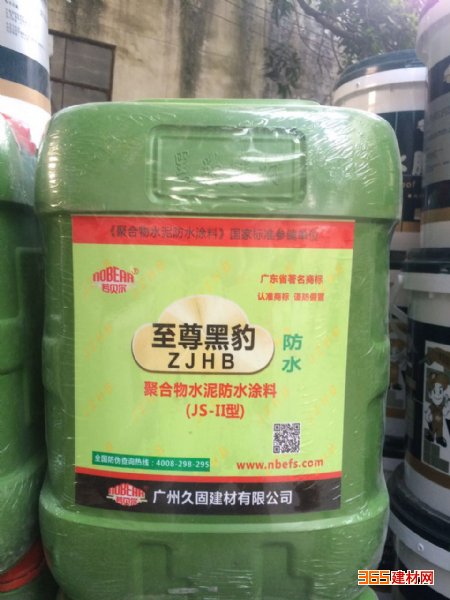 《聚合物水泥防水涂料》国家标准参编单位
NOBEAR®
诺贝尔
广东省著名商标
认准商标 谨防假冒
至尊黑豹
ZJHB
防水
聚合物水泥防水涂料
(JS-II型)
全国防伪查询热线:4008-298-295
www.nbefs.com
NOBEAR
诺贝尔
广州久固建材有限公司
365建材网